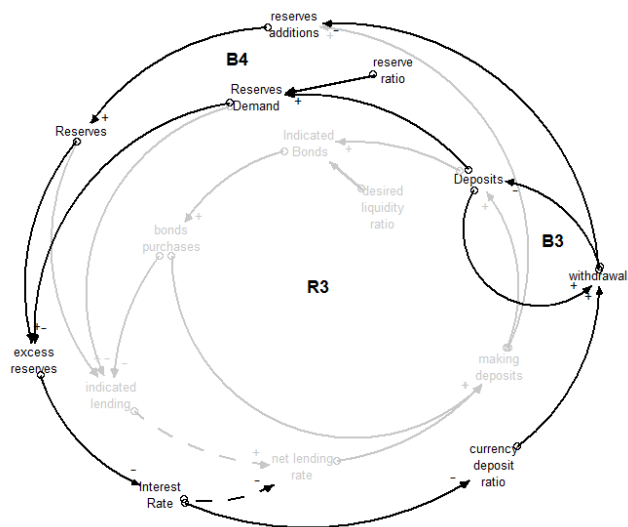 reserves
additions
+
-
B4
reserve
ratio
Reserves
Demand
+
+
Reserves
Indicated
Bonds
+
Deposits
-
+
desired
liquidity
ratio
+
bonds
purchases
B3
withdrawal
+
+
R3
+-
excess
reserves
- -
-
indicated
lending
making
deposits
+
+
net lending
rate
currency
deposit
ratio
-
-
Interest
Rate
-